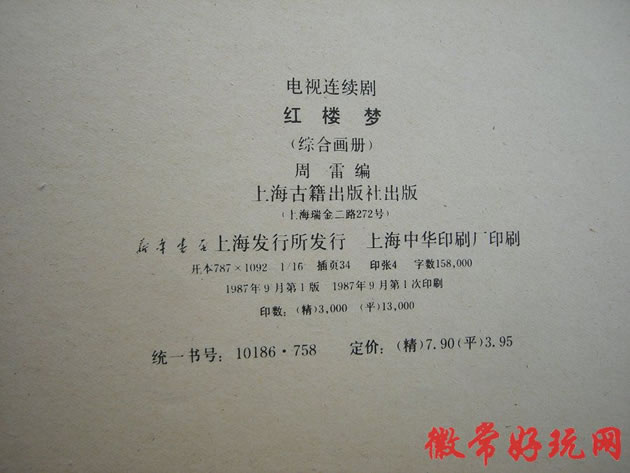 电视连续剧
红楼梦
（综合画册）
周雷编
上海古籍出版社出版
（上海瑞金二路272号）
新华书店上海发行所发行 上海中华印刷厂印刷
开本787×1092 1/16 插页34 印张4 字数158,000
1987年9月第1版 1987年9月第1次印刷
印数：（精）3,000 （平）13,000
统一书号：10186·758 定价：（精）7.90（平）3.95
徽常好玩网